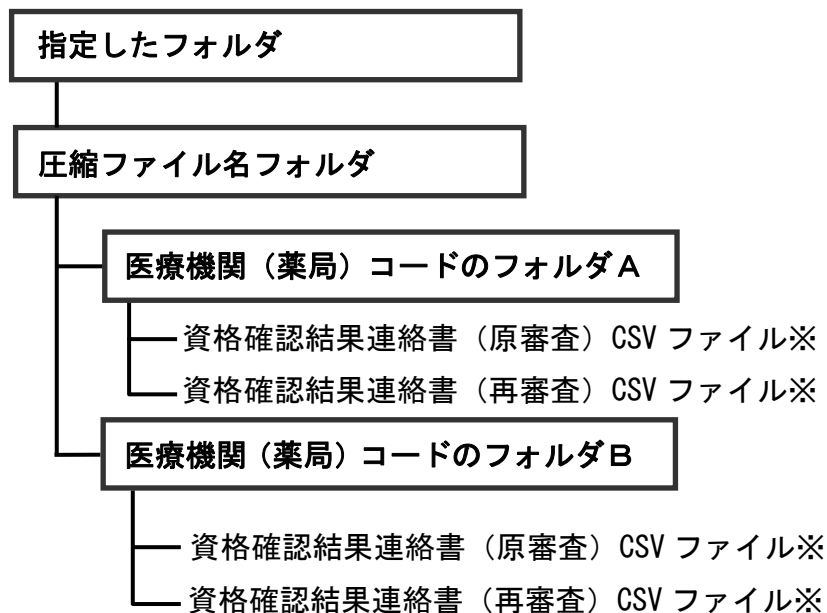 指定したフォルダ
圧縮ファイル名フォルダ
医療機関（薬局）コードのフォルダA
資格確認結果連絡書（原審査）CSV ファイル※
資格確認結果連絡書（再審査）CSV ファイル※
医療機関（薬局）コードのフォルダB
資格確認結果連絡書（原審査）CSV ファイル※
資格確認結果連絡書（再審査）CSV ファイル※